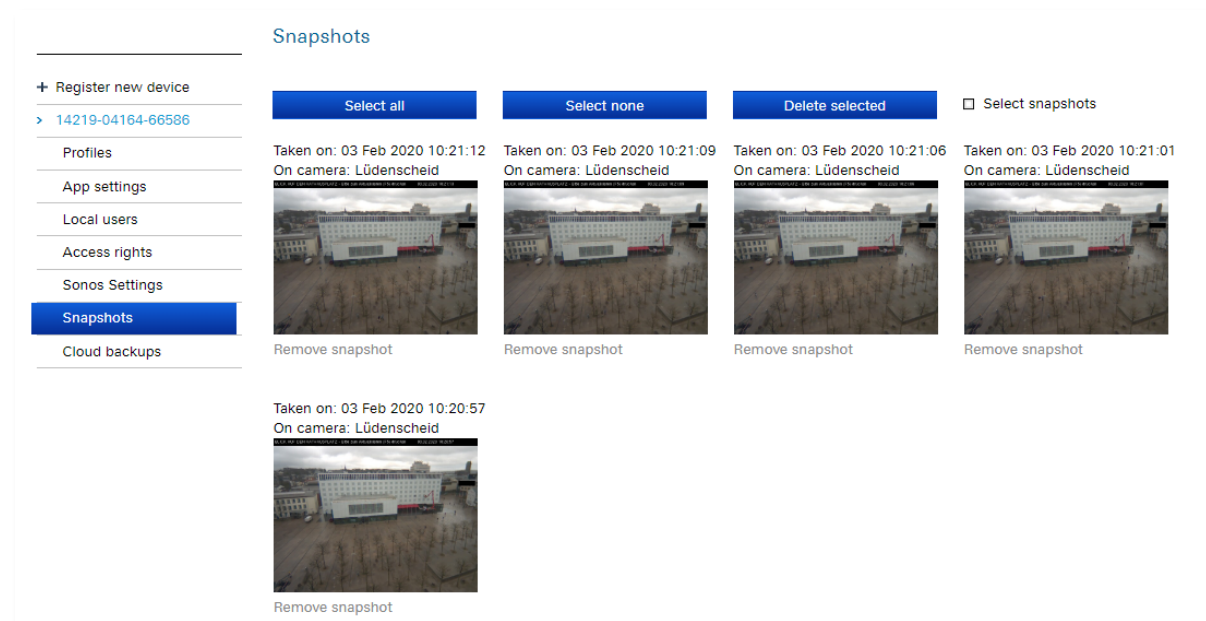 Snapshots
+ Register new device
> 14219-04164-66586
Profiles
App settings
Local users
Access rights
Sonos Settings
Snapshots
Cloud backups
Select all
Select none
Delete selected
Select snapshots
Taken on: 03 Feb 2020 10:21:12
On camera: Lüdenscheid
Remove snapshot
Taken on: 03 Feb 2020 10:21:09
On camera: Lüdenscheid
Remove snapshot
Taken on: 03 Feb 2020 10:21:06
On camera: Lüdenscheid
Remove snapshot
Taken on: 03 Feb 2020 10:21:01
On camera: Lüdenscheid
Remove snapshot
Taken on: 03 Feb 2020 10:20:57
On camera: Lüdenscheid
Remove snapshot